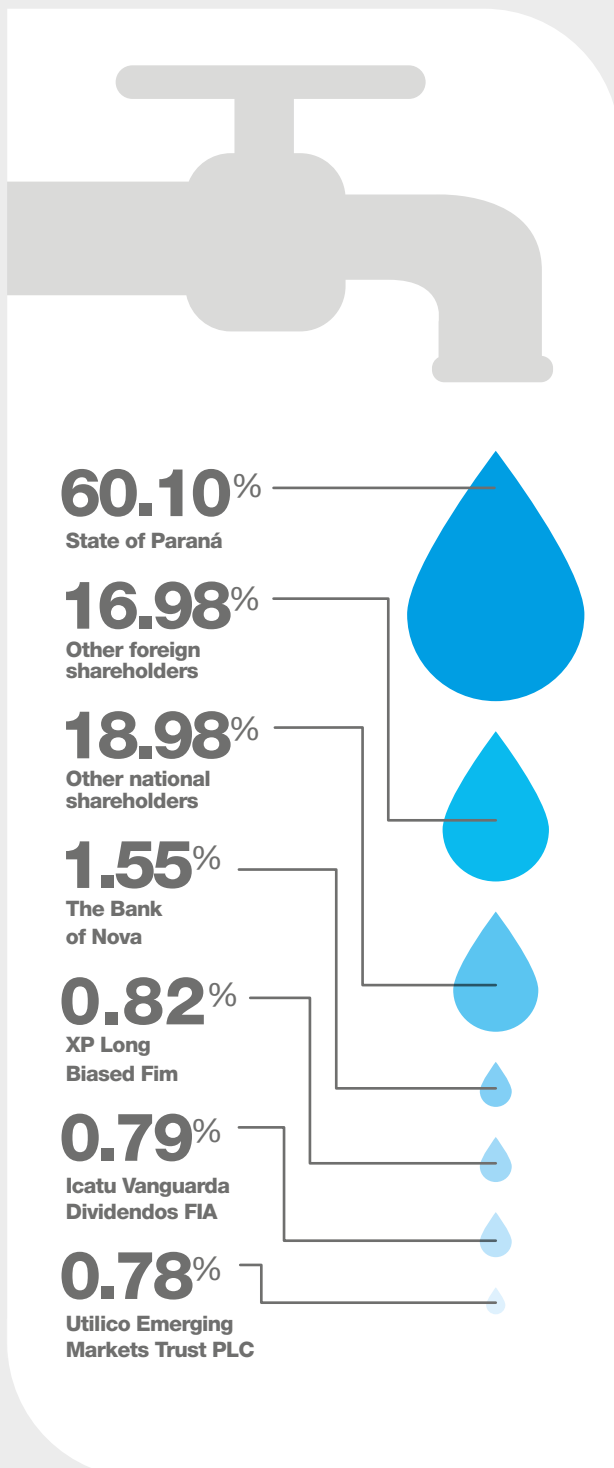 60.10%
State of Paraná
16.98%
Other foreign
shareholders
18.98%
Other national
shareholders
1.55%
The Bank
of Nova
0.82%
XP Long
Biased Fim
0.79%
Icatu Vanguarda
Dividendos FIA
0.78%
Utilico Emerging
Markets Trust PLC